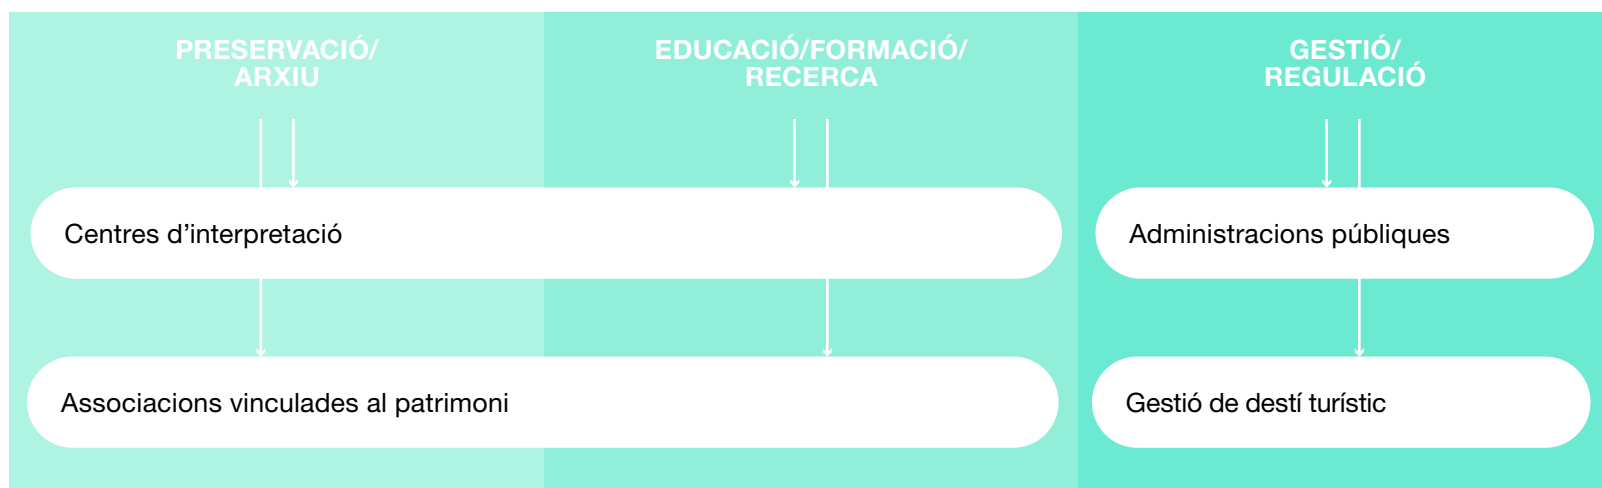 PRESERVACIÓ/
ARXIU
EDUCACIÓ/FORMACIÓ/
RECERCA
GESTIÓ/
REGULACIÓ
Centres d’interpretació
Administracions públiques
Associacions vinculades al patrimoni
Gestió de destí turístic